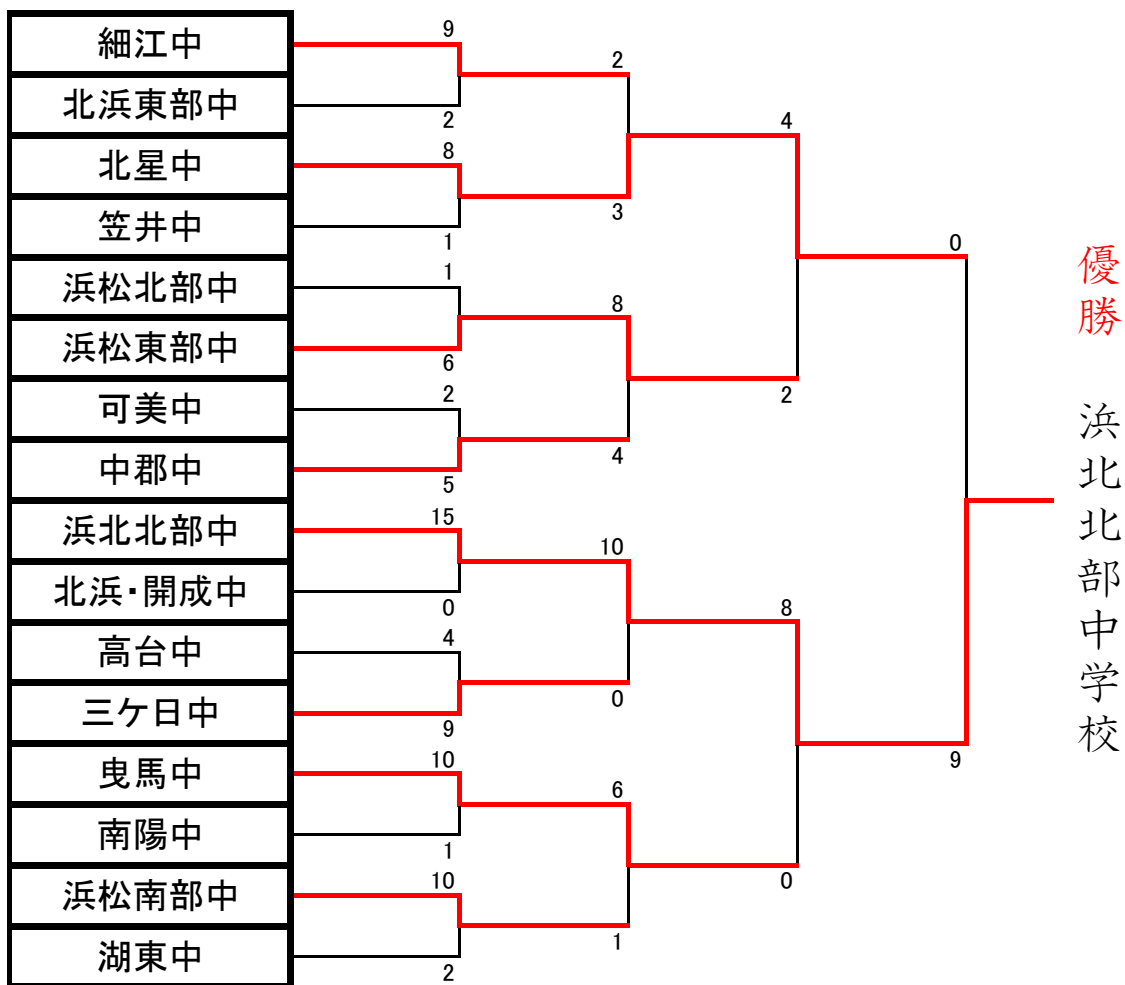 細江中
北浜東部中
北星中
笠井中
浜松北部中
浜松東部中
可美中
中郡中
浜北北部中
北浜・開成中
高台中
三ケ日中
曳馬中
南陽中
浜松南部中
湖東中
9
2
8
1
1
6
2
5
15
0
4
9
10
1
10
2
2
3
8
4
10
0
6
1
4
2
8
0
0
9
優勝 浜北北部中学校